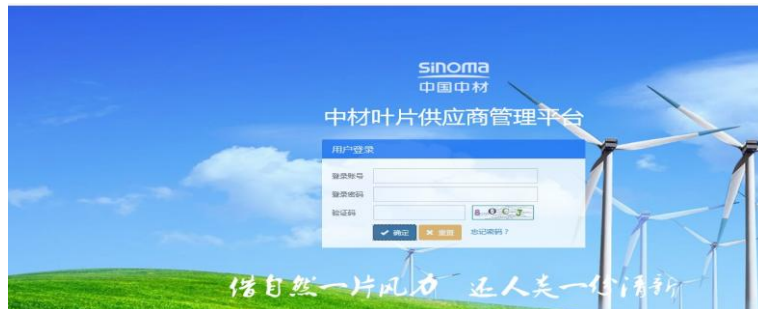 sinoma
中国中材
中材叶片供应商管理平台
用户登录
登录账号
登录密码
验证码
确定 重置 忘记密码？
借自然一片风力 还人类一份清新